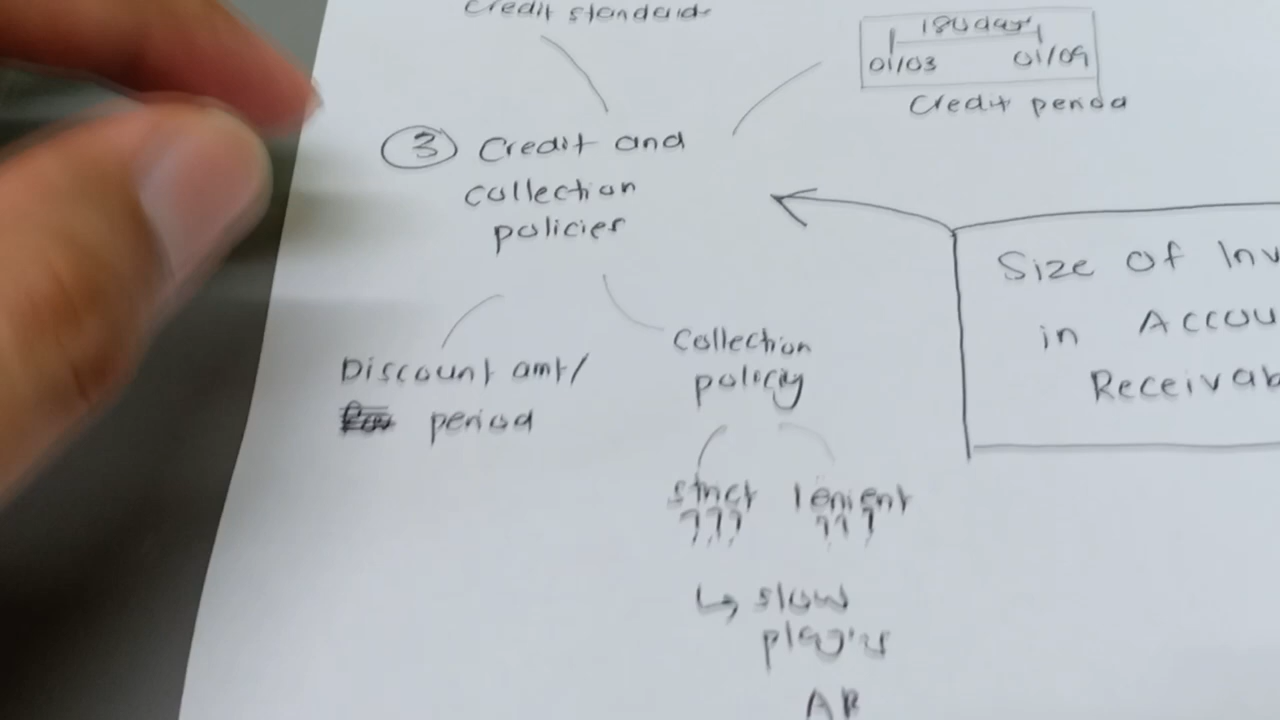 credit standards
180 days
01/03 01/09
Credit period
3 Credit and
collection
policies
Size of Inv
in Accou
Receivab
Discount amt/
period
Collection
policy
strict lenient
??? ???
↳ slow
AR